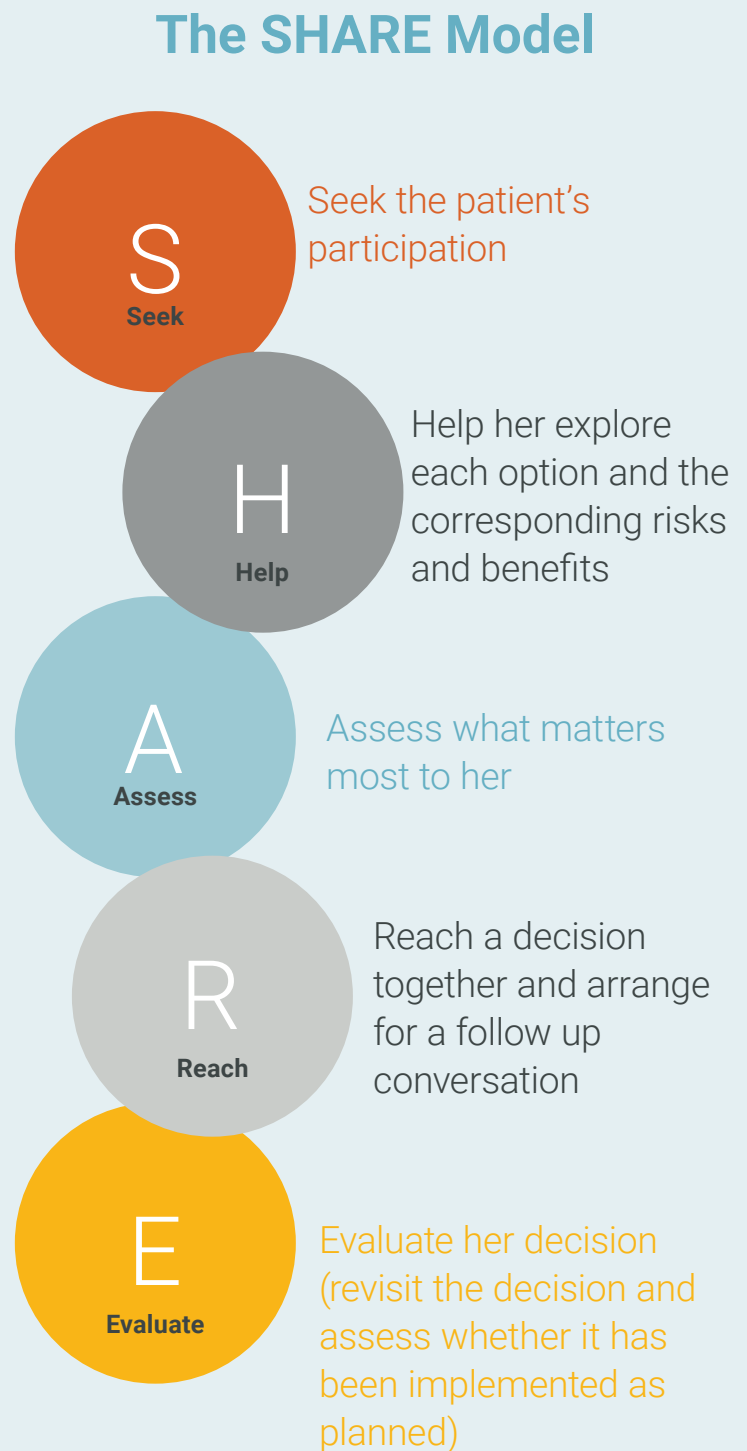 The SHARE Model
S
Seek
Seek the patient’s
participation
H
Help
Help her explore
each option and the
corresponding risks
and benefits
A
Assess
Assess what matters
most to her
R
Reach
Reach a decision
together and arrange
for a follow up
conversation
E
Evaluate
Evaluate her decision
(revisit the decision and
assess whether it has
been implemented as
planned)